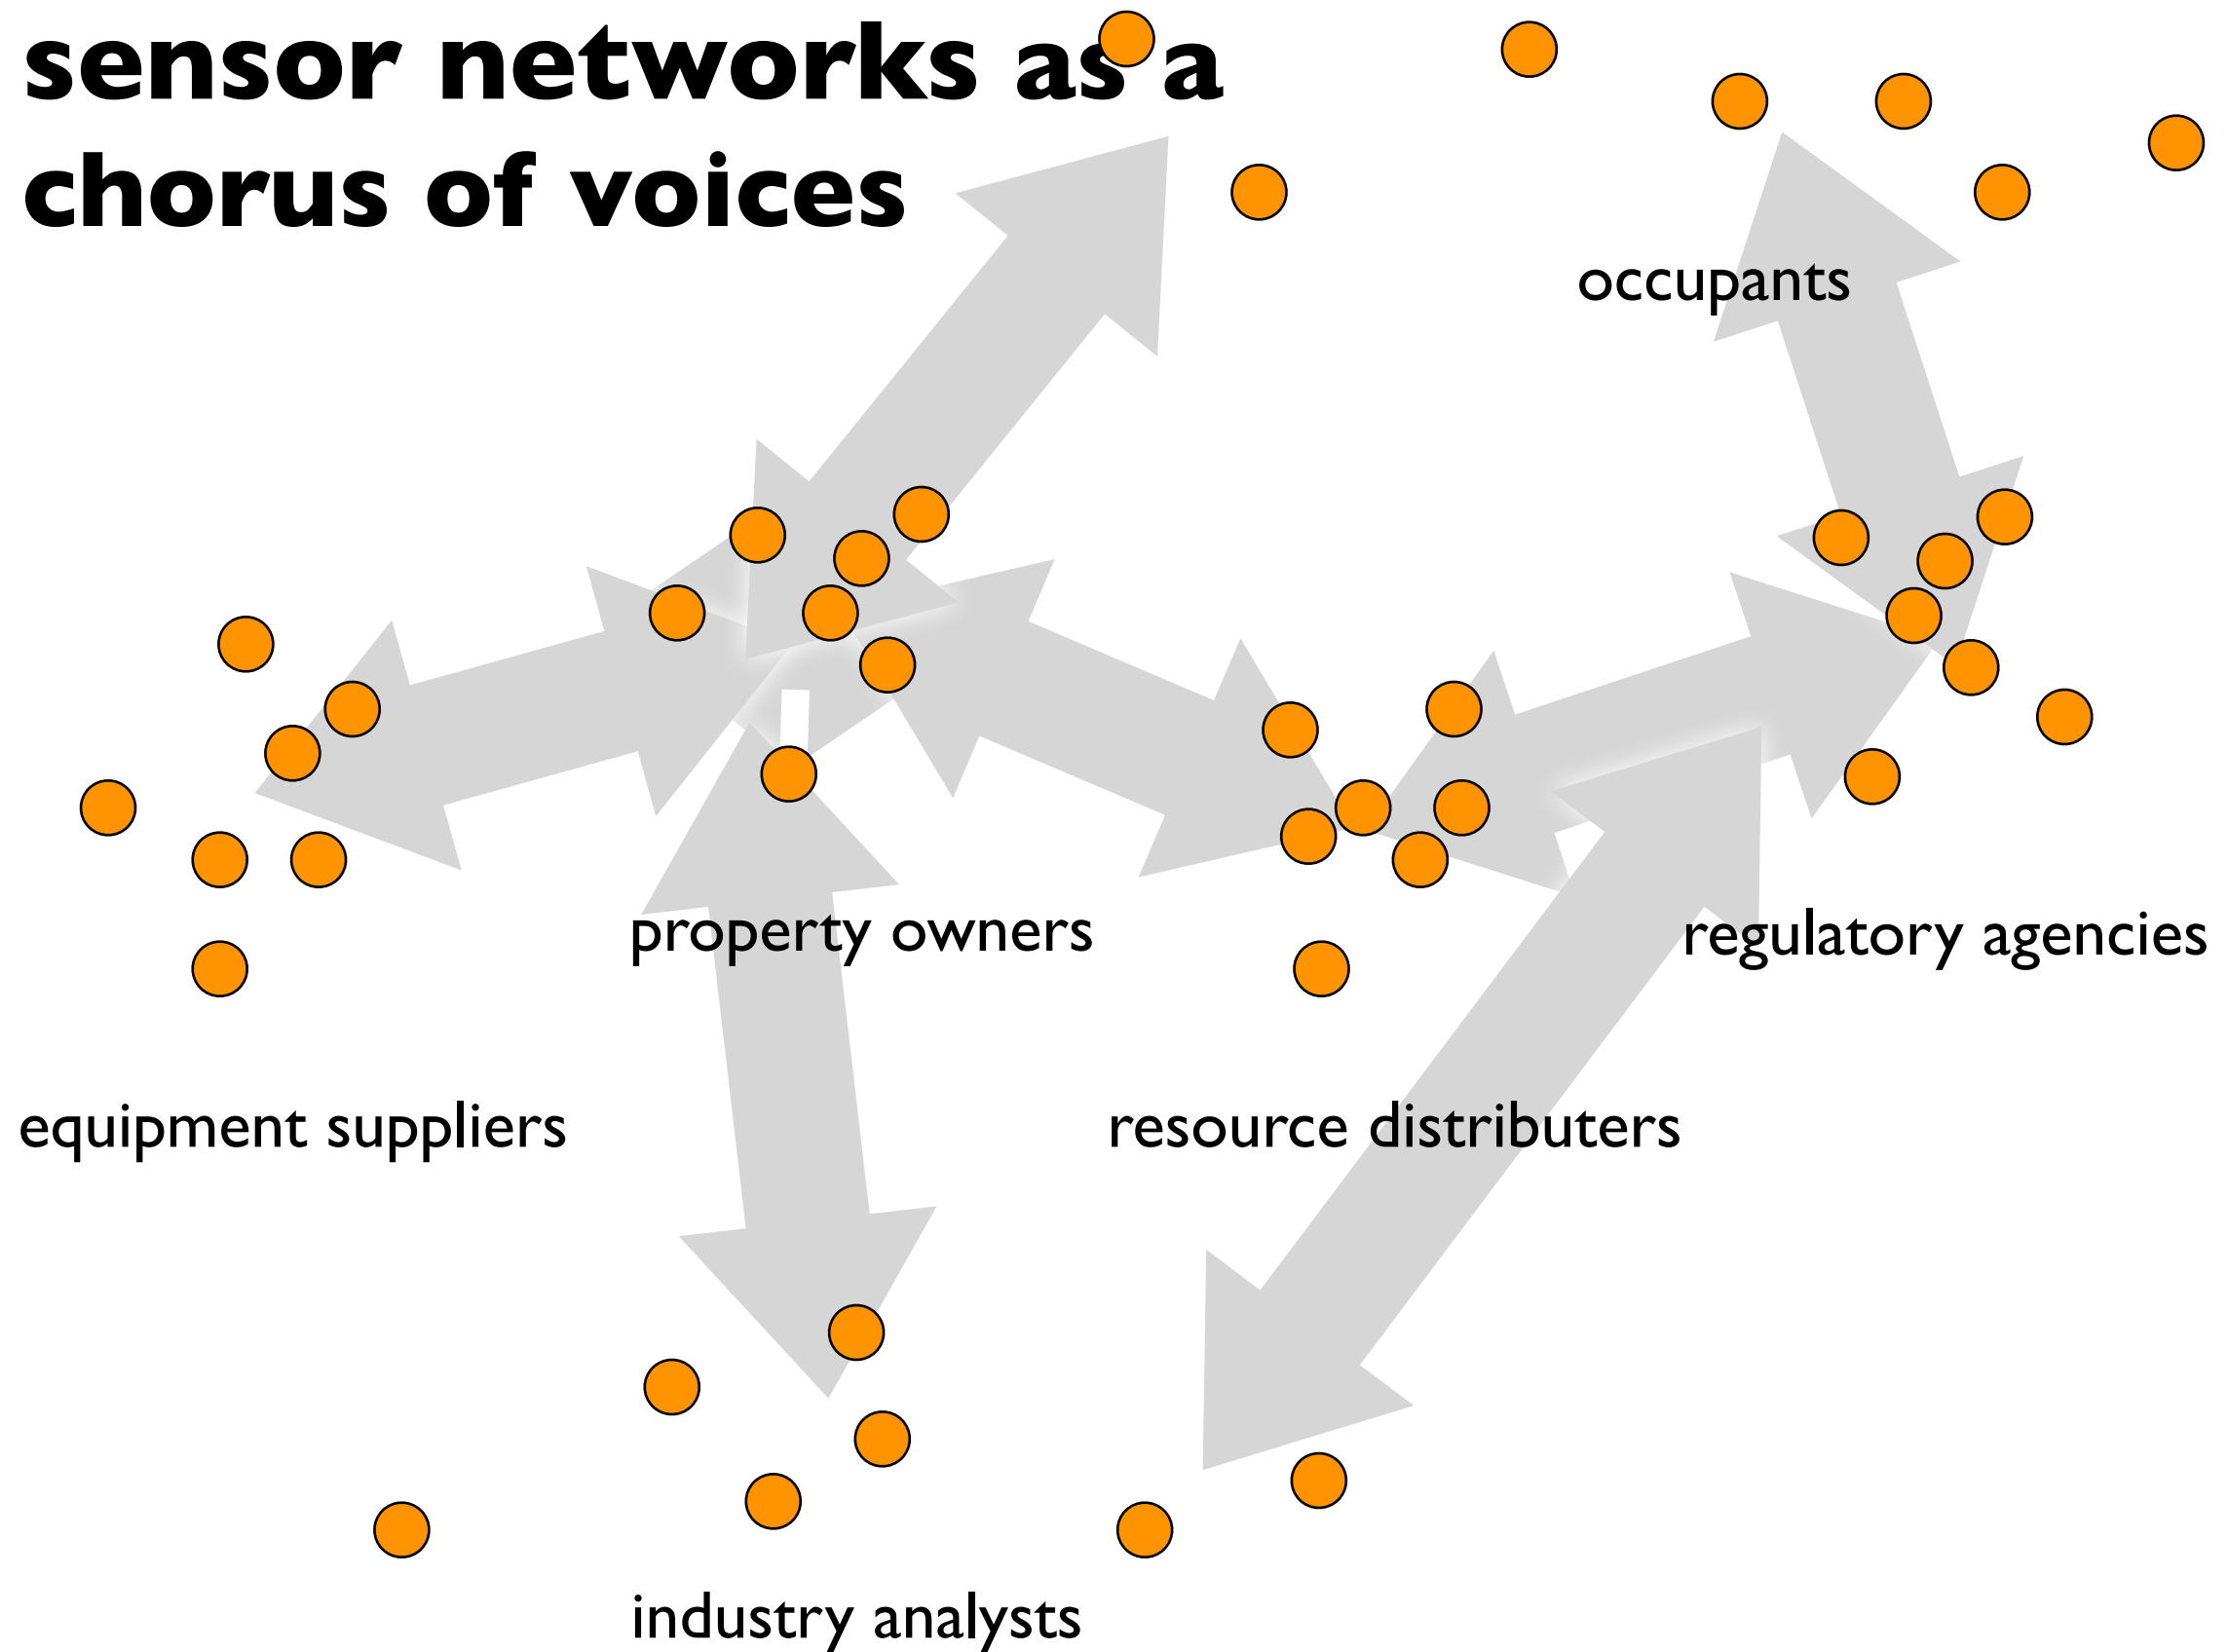 sensor networks as a
chorus of voices
occupants
property owners
regulatory agencies
equipment suppliers
resource distributers
industry analysts